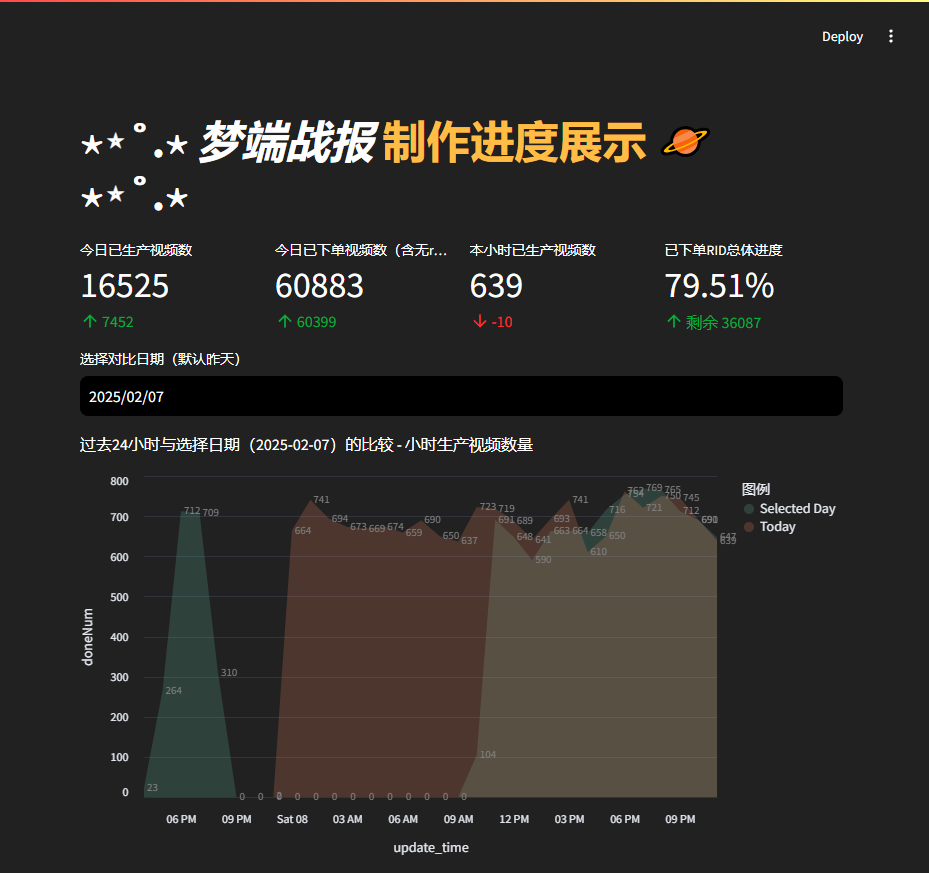 Deploy
⋆⋆˚.⋆ 梦端战报制作进度展示 🪐
⋆⋆˚.⋆
今日已生产视频数
今日已下单视频数（含无r…
本小时已生产视频数
已下单RID总体进度
16525
60883
639
79.51%
↑ 7452
↑ 60399
↓ -10
↑ 剩余 36087
选择对比日期（默认昨天）
2025/02/07
过去24小时与选择日期（2025-02-07）的比较 - 小时生产视频数量
图例
Selected Day
Today
doneNum
800
700
600
500
400
300
200
100
0
23
264
712
709
310
0 0 0 0 0 0 0 0 0 0 0 0
664
741
694
673
669
674
659
690
650
637
723
719
691
689
648
641
590
693
741
663
664
610
658
716
650
754
769
721
765
750
745
712
690
647
639
104
06 PM
09 PM
Sat 08
03 AM
06 AM
09 AM
12 PM
03 PM
06 PM
09 PM
update_time